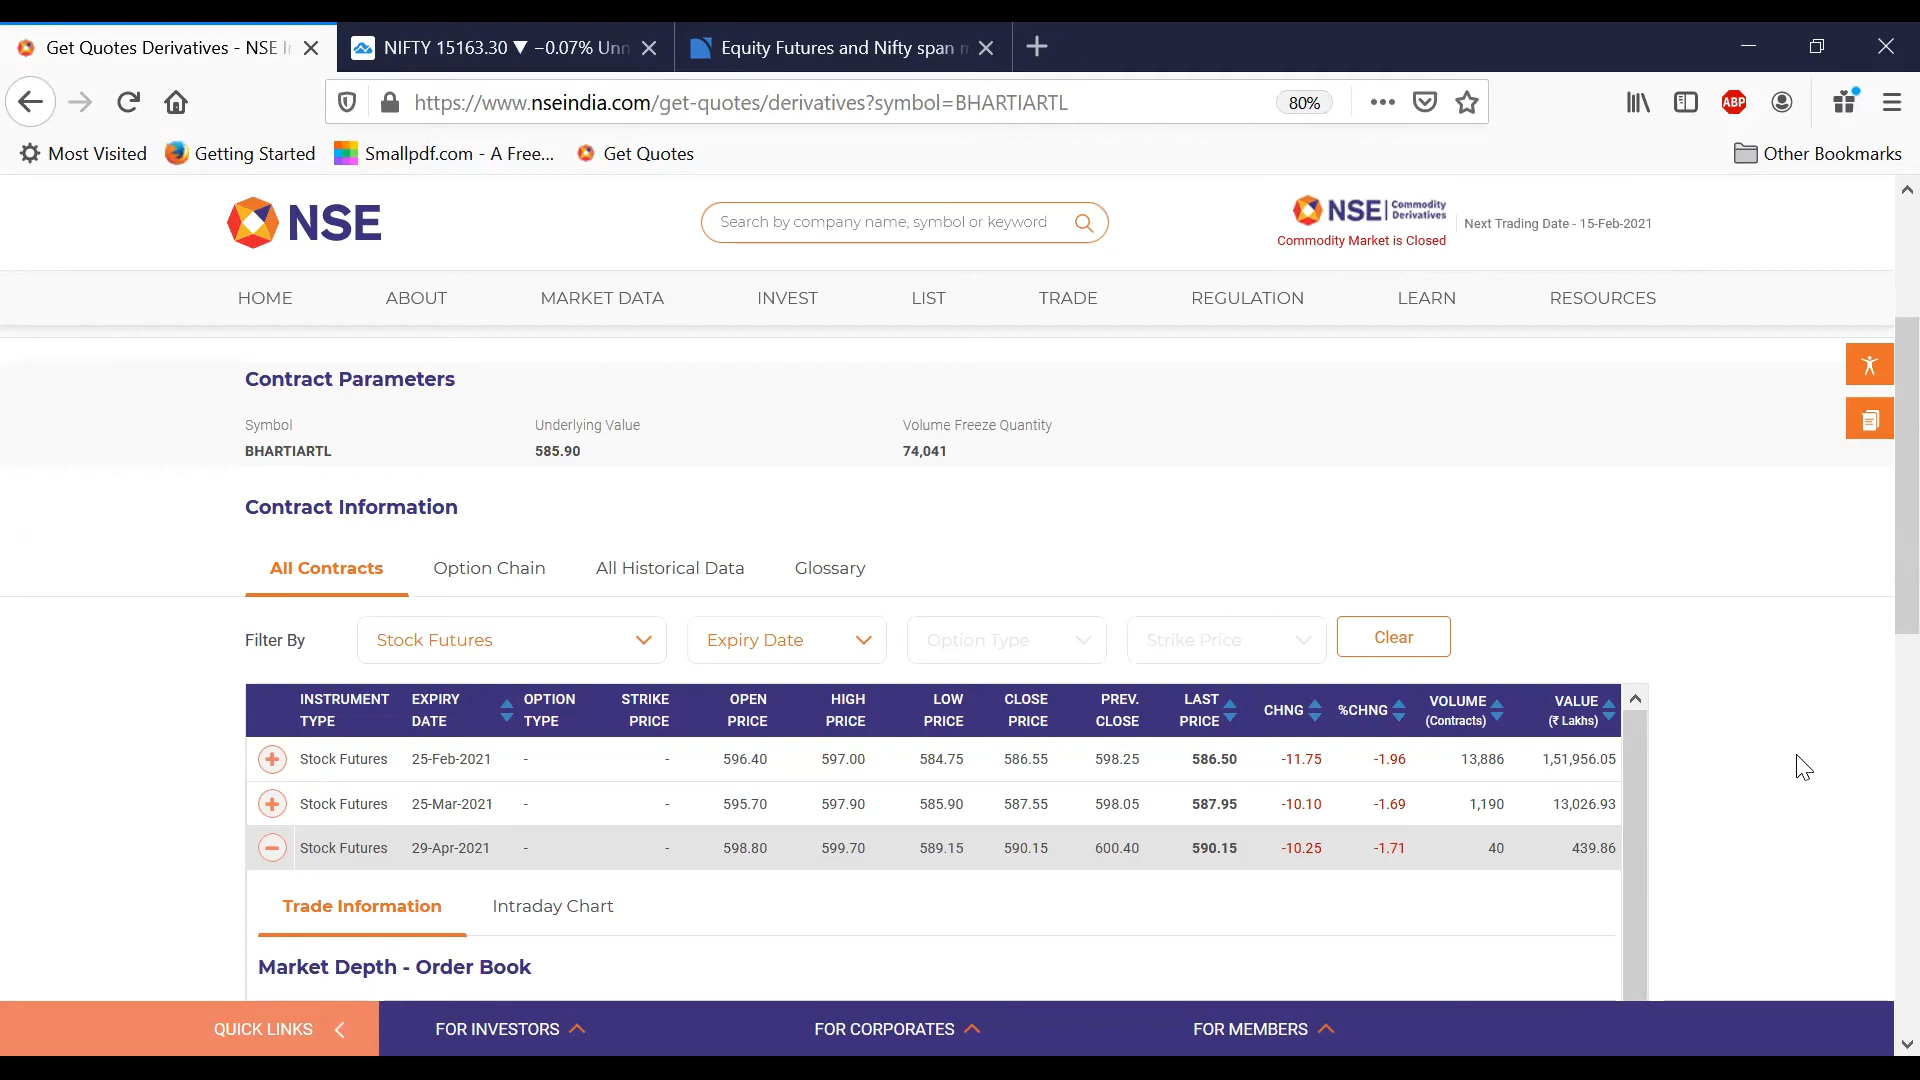 Get Quotes Derivatives - NSE I
NIFTY 15163.30 ▼ −0.07% Unn
Equity Futures and Nifty span m
https://www.nseindia.com/get-quotes/derivatives?symbol=BHARTIARTL
80%
ABP
Most Visited
Getting Started
Smallpdf.com - A Free...
Get Quotes
Other Bookmarks
NSE
Search by company name, symbol or keyword
NSE Commodity Derivatives
Commodity Market is Closed
Next Trading Date - 15-Feb-2021
HOME ABOUT MARKET DATA INVEST LIST TRADE REGULATION LEARN RESOURCES
Contract Parameters
Symbol Underlying Value Volume Freeze Quantity
BHARTIARTL 585.90 74,041
Contract Information
All Contracts Option Chain All Historical Data Glossary
Filter By Stock Futures Expiry Date Option Type Strike Price Clear
INSTRUMENT TYPE EXPIRY DATE OPTION TYPE STRIKE PRICE OPEN PRICE HIGH PRICE LOW PRICE CLOSE PRICE PREV. CLOSE LAST PRICE CHNG %CHNG VOLUME (Contracts) VALUE (₹ Lakhs)
Stock Futures 25-Feb-2021 - - 596.40 597.00 584.75 586.55 598.25 586.50 -11.75 -1.96 13,886 1,51,956.05
Stock Futures 25-Mar-2021 - - 595.70 597.90 585.90 587.55 598.05 587.95 -10.10 -1.69 1,190 13,026.93
Stock Futures 29-Apr-2021 - - 598.80 599.70 589.15 590.15 600.40 590.15 -10.25 -1.71 40 439.86
Trade Information Intraday Chart
Market Depth - Order Book
QUICK LINKS FOR INVESTORS FOR CORPORATES FOR MEMBERS